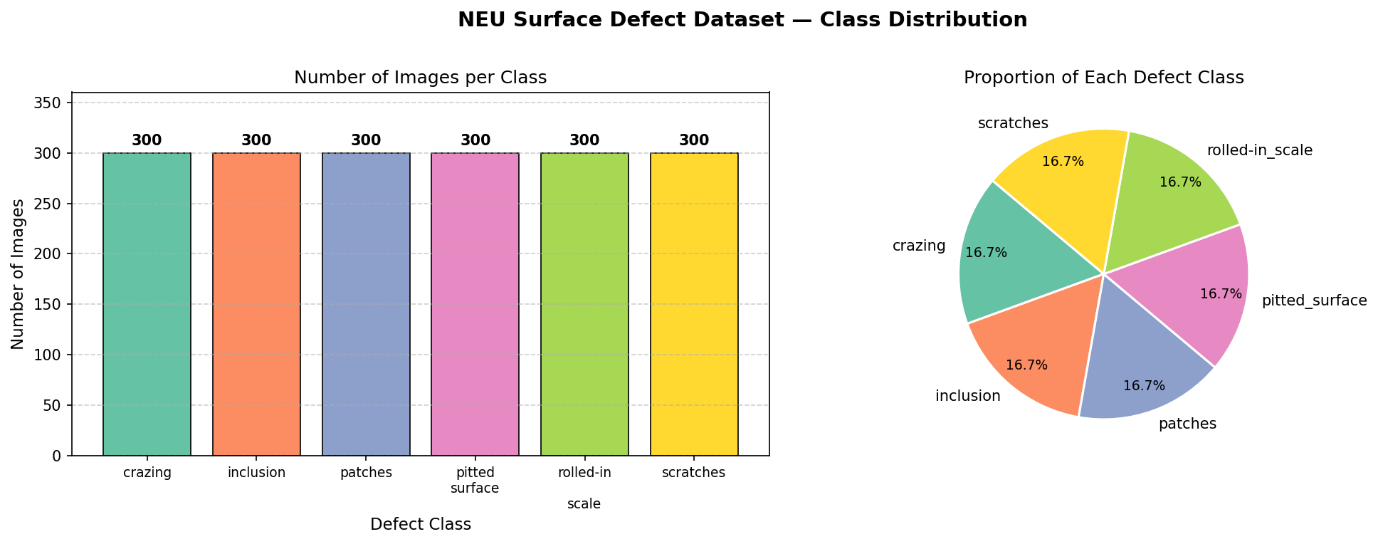 NEU Surface Defect Dataset — Class Distribution
Number of Images per Class
Number of Images
350
300
250
200
150
100
50
0
300
300
300
300
300
300
crazing
inclusion
patches
pitted
surface
rolled-in
scale
scratches
Defect Class
Proportion of Each Defect Class
scratches
16.7%
rolled-in_scale
16.7%
crazing
16.7%
pitted_surface
16.7%
inclusion
16.7%
patches
16.7%